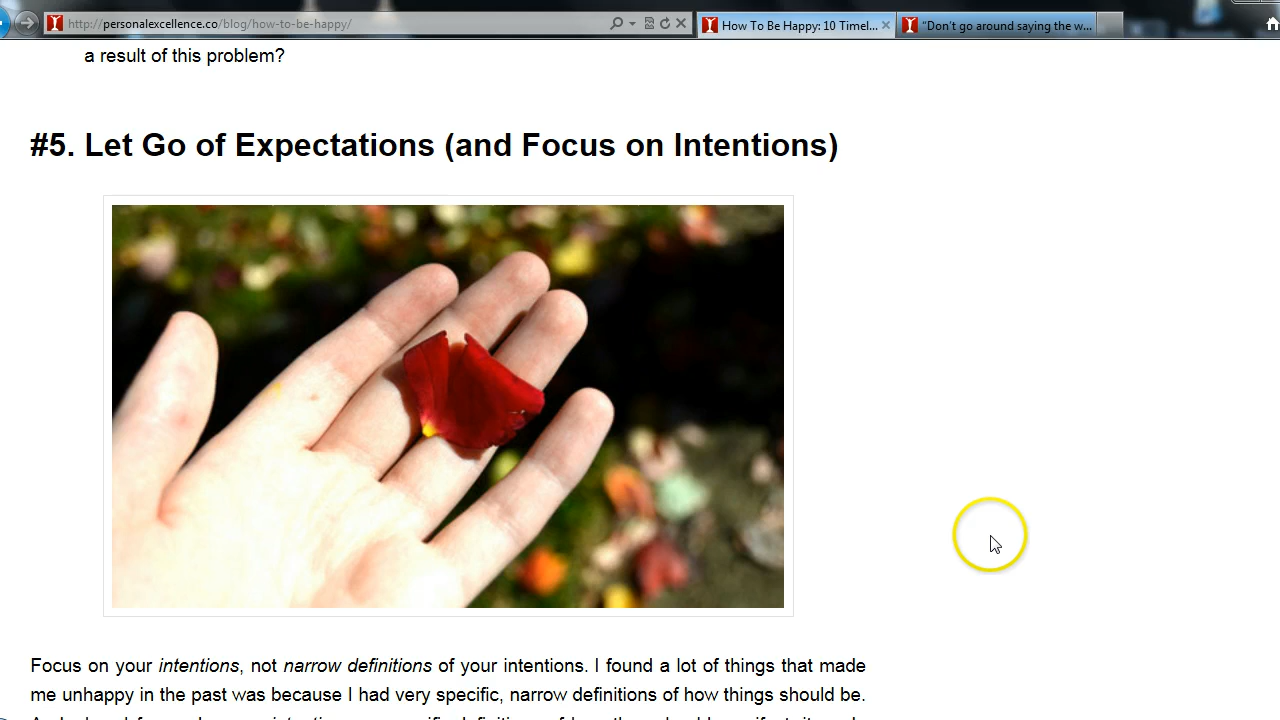 http://personalexcellence.co/blog/how-to-be-happy/
How To Be Happy: 10 Timel...
"Don't go around saying the w...
a result of this problem?
#5. Let Go of Expectations (and Focus on Intentions)
Focus on your intentions, not narrow definitions of your intentions. I found a lot of things that made
me unhappy in the past was because I had very specific, narrow definitions of how things should be.